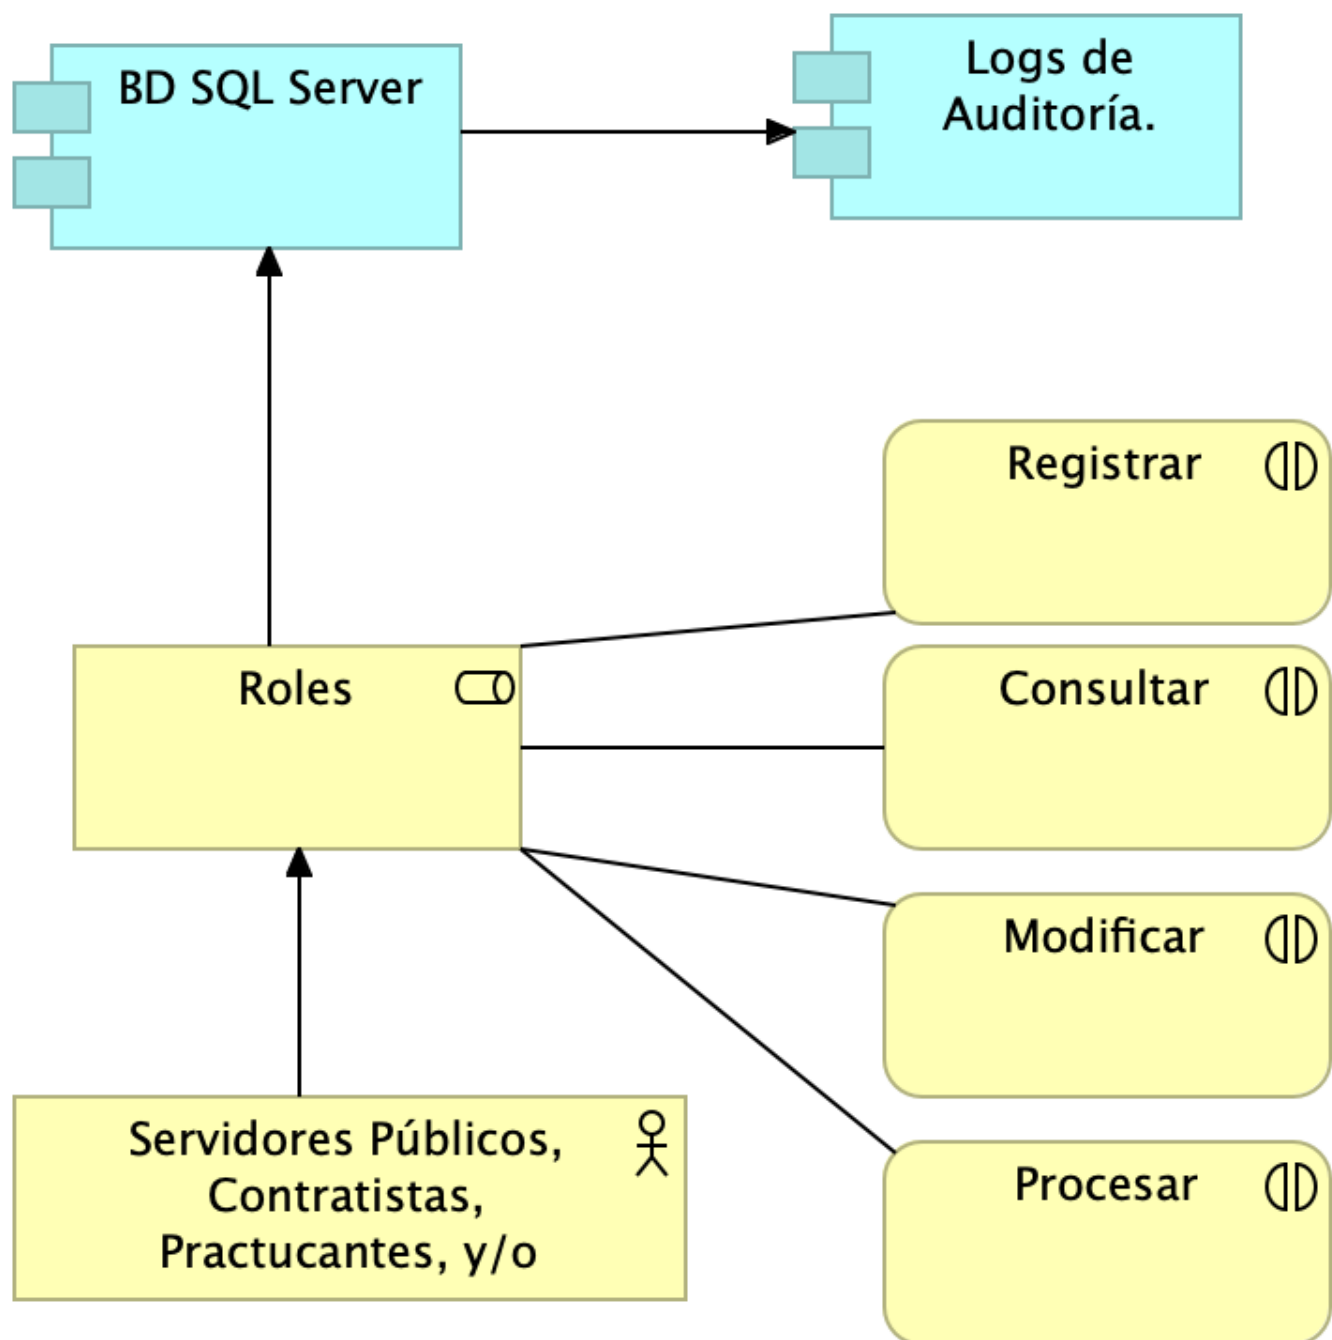 BD SQL Server
Logs de
Auditoría.
Registrar
Roles
Consultar
Modificar
Servidores Públicos,
Contratistas,
Practucantes, y/o
Procesar